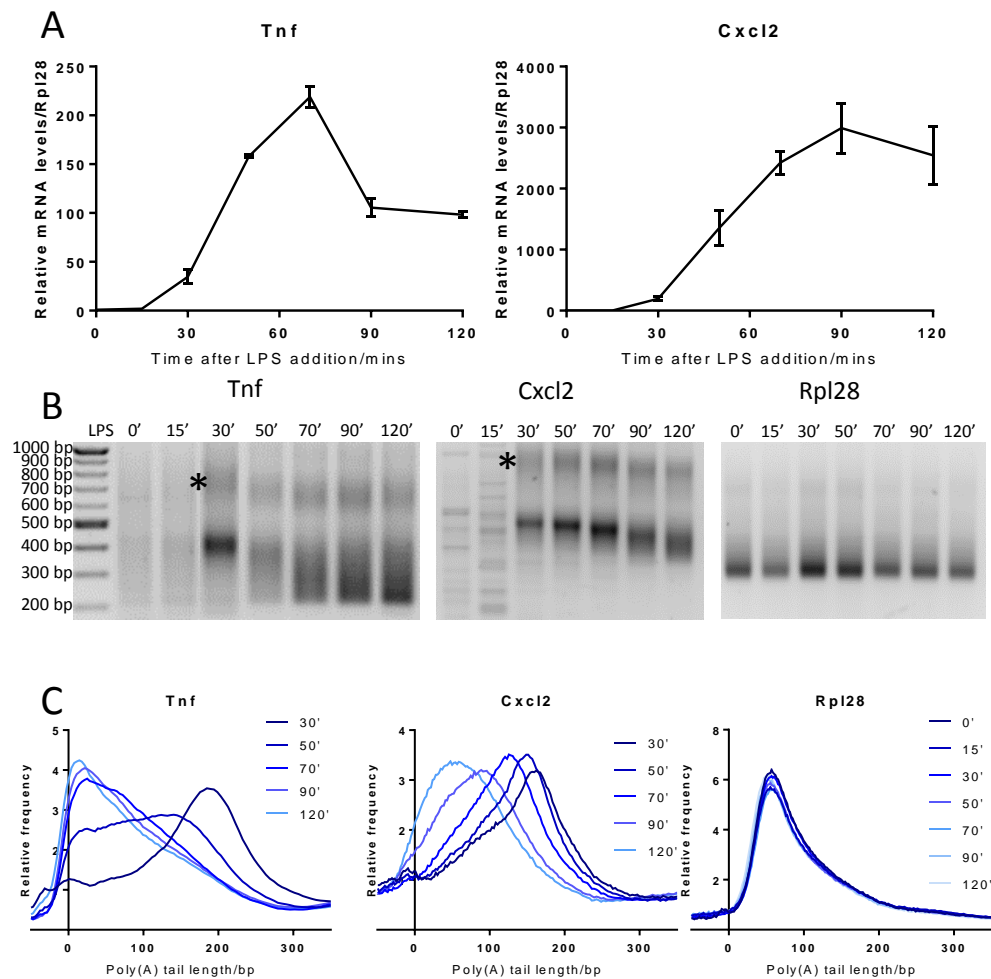 A
Tnf
Relative mRNA levels/Rpl28
250
200
150
100
50
0
0 30 60 90 120
Time after LPS addition/mins
Cxcl2
Relative mRNA levels/Rpl28
4000
3000
2000
1000
0
0 30 60 90 120
Time after LPS addition/mins
B
Tnf
LPS 0' 15' 30' 50' 70' 90' 120'
1000 bp
900 bp
800 bp
700 bp
600 bp
500 bp
400 bp
300 bp
200 bp
*
Cxcl2
0' 15' 30' 50' 70' 90' 120'
*
Rpl28
0' 15' 30' 50' 70' 90' 120'
C
Tnf
Relative frequency
5
4
3
2
1
0 100 200 300
Poly(A) tail length/bp
30'
50'
70'
90'
120'
Cxcl2
Relative frequency
4
3
2
1
0 100 200 300
Poly(A) tail length/bp
30'
50'
70'
90'
120'
Rpl28
Relative frequency
8
6
4
2
0 100 200 300
Poly(A) tail length/bp
0'
15'
30'
50'
70'
90'
120'